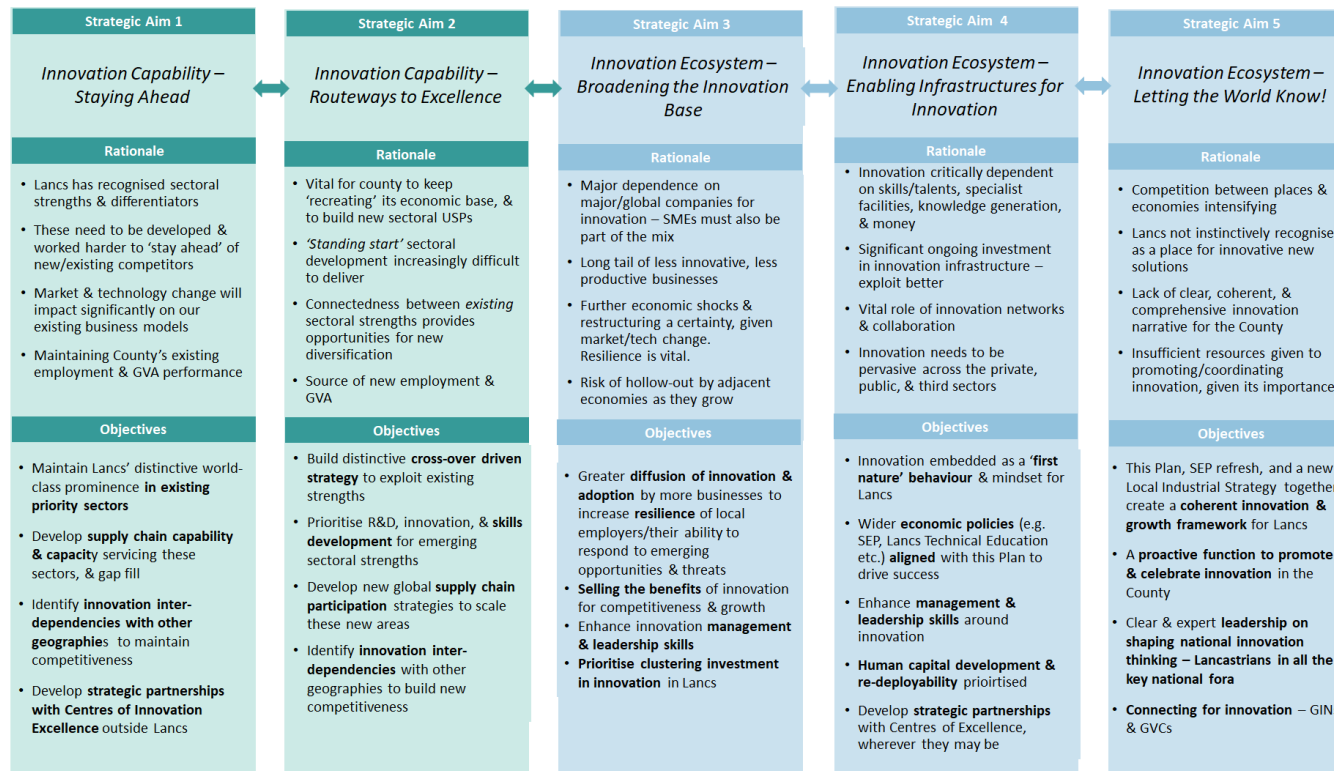 Strategic Aim 1
Innovation Capability –
Staying Ahead
Rationale
• Lancs has recognised sectoral
strengths & differentiators
• These need to be developed &
worked harder to ‘stay ahead’ of
new/existing competitors
• Market & technology change will
impact significantly on our
existing business models
• Maintaining County’s existing
employment & GVA performance
Objectives
• Maintain Lancs’ distinctive world-
class prominence in existing
priority sectors
• Develop supply chain capability
& capacity servicing these
sectors, & gap fill
• Identify innovation inter-
dependencies with other
geographies to maintain
competitiveness
• Develop strategic partnerships
with Centres of Innovation
Excellence outside Lancs
Strategic Aim 2
Innovation Capability –
Routeways to Excellence
Rationale
• Vital for county to keep
‘recreating’ its economic base, &
to build new sectoral USPs
• ‘Standing start’ sectoral
development increasingly difficult
to deliver
• Connectedness between existing
sectoral strengths provides
opportunities for new
diversification
• Source of new employment &
GVA
Objectives
• Build distinctive cross-over driven
strategy to exploit existing
strengths
• Prioritise R&D, innovation, & skills
development for emerging
sectoral strengths
• Develop new global supply chain
participation strategies to scale
these new areas
• Identify innovation inter-
dependencies with other
geographies to build new
competitiveness
Strategic Aim 3
Innovation Ecosystem –
Broadening the Innovation
Base
Rationale
• Major dependence on
major/global companies for
innovation – SMEs must also be
part of the mix
• Long tail of less innovative, less
productive businesses
• Further economic shocks &
restructuring a certainty, given
market/tech change.
Resilience is vital.
• Risk of hollow-out by adjacent
economies as they grow
Objectives
• Greater diffusion of innovation &
adoption by more businesses to
increase resilience of local
employers/their ability to
respond to emerging
opportunities & threats
• Selling the benefits of innovation
for competitiveness & growth
• Enhance innovation management
& leadership skills
• Prioritise clustering investment
in innovation in Lancs
Strategic Aim 4
Innovation Ecosystem –
Enabling Infrastructures for
Innovation
Rationale
• Innovation critically dependent
on skills/talents, specialist
facilities, knowledge generation,
& money
• Significant ongoing investment
in innovation infrastructure –
exploit better
• Vital role of innovation networks
& collaboration
• Innovation needs to be
pervasive across the private,
public, & third sectors
Objectives
• Innovation embedded as a ‘first
nature’ behaviour & mindset for
Lancs
• Wider economic policies (e.g.
SEP, Lancs Technical Education
etc.) aligned with this Plan to
drive success
• Enhance management &
leadership skills around
innovation
• Human capital development &
re-deployability prioirtised
• Develop strategic partnerships
with Centres of Excellence,
wherever they may be
Strategic Aim 5
Innovation Ecosystem –
Letting the World Know!
Rationale
• Competition between places &
economies intensifying
• Lancs not instinctively recognise
as a place for innovative new
solutions
• Lack of clear, coherent, &
comprehensive innovation
narrative for the County
• Insufficient resources given to
promoting/coordinating
innovation, given its importance
Objectives
• This Plan, SEP refresh, and a new
Local Industrial Strategy together
create a coherent innovation &
growth framework for Lancs
• A proactive function to promote
& celebrate innovation in the
County
• Clear & expert leadership on
shaping national innovation
thinking – Lancastrians in all the
key national fora
• Connecting for innovation – GIN
& GVCs